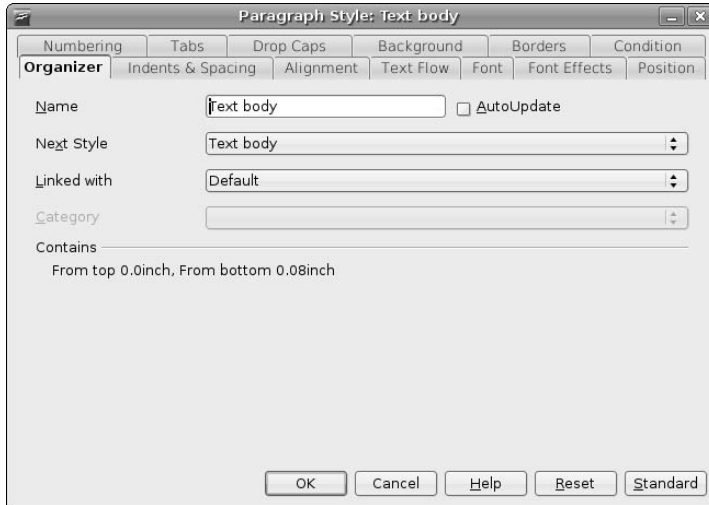 Paragraph Style: Text body
Numbering Tabs Drop Caps Background Borders Condition
Organizer Indents & Spacing Alignment Text Flow Font Font Effects Position
Name Text body AutoUpdate
Next Style Text body
Linked with Default
Category
Contains
From top 0.0inch, From bottom 0.08inch
OK Cancel Help Reset Standard